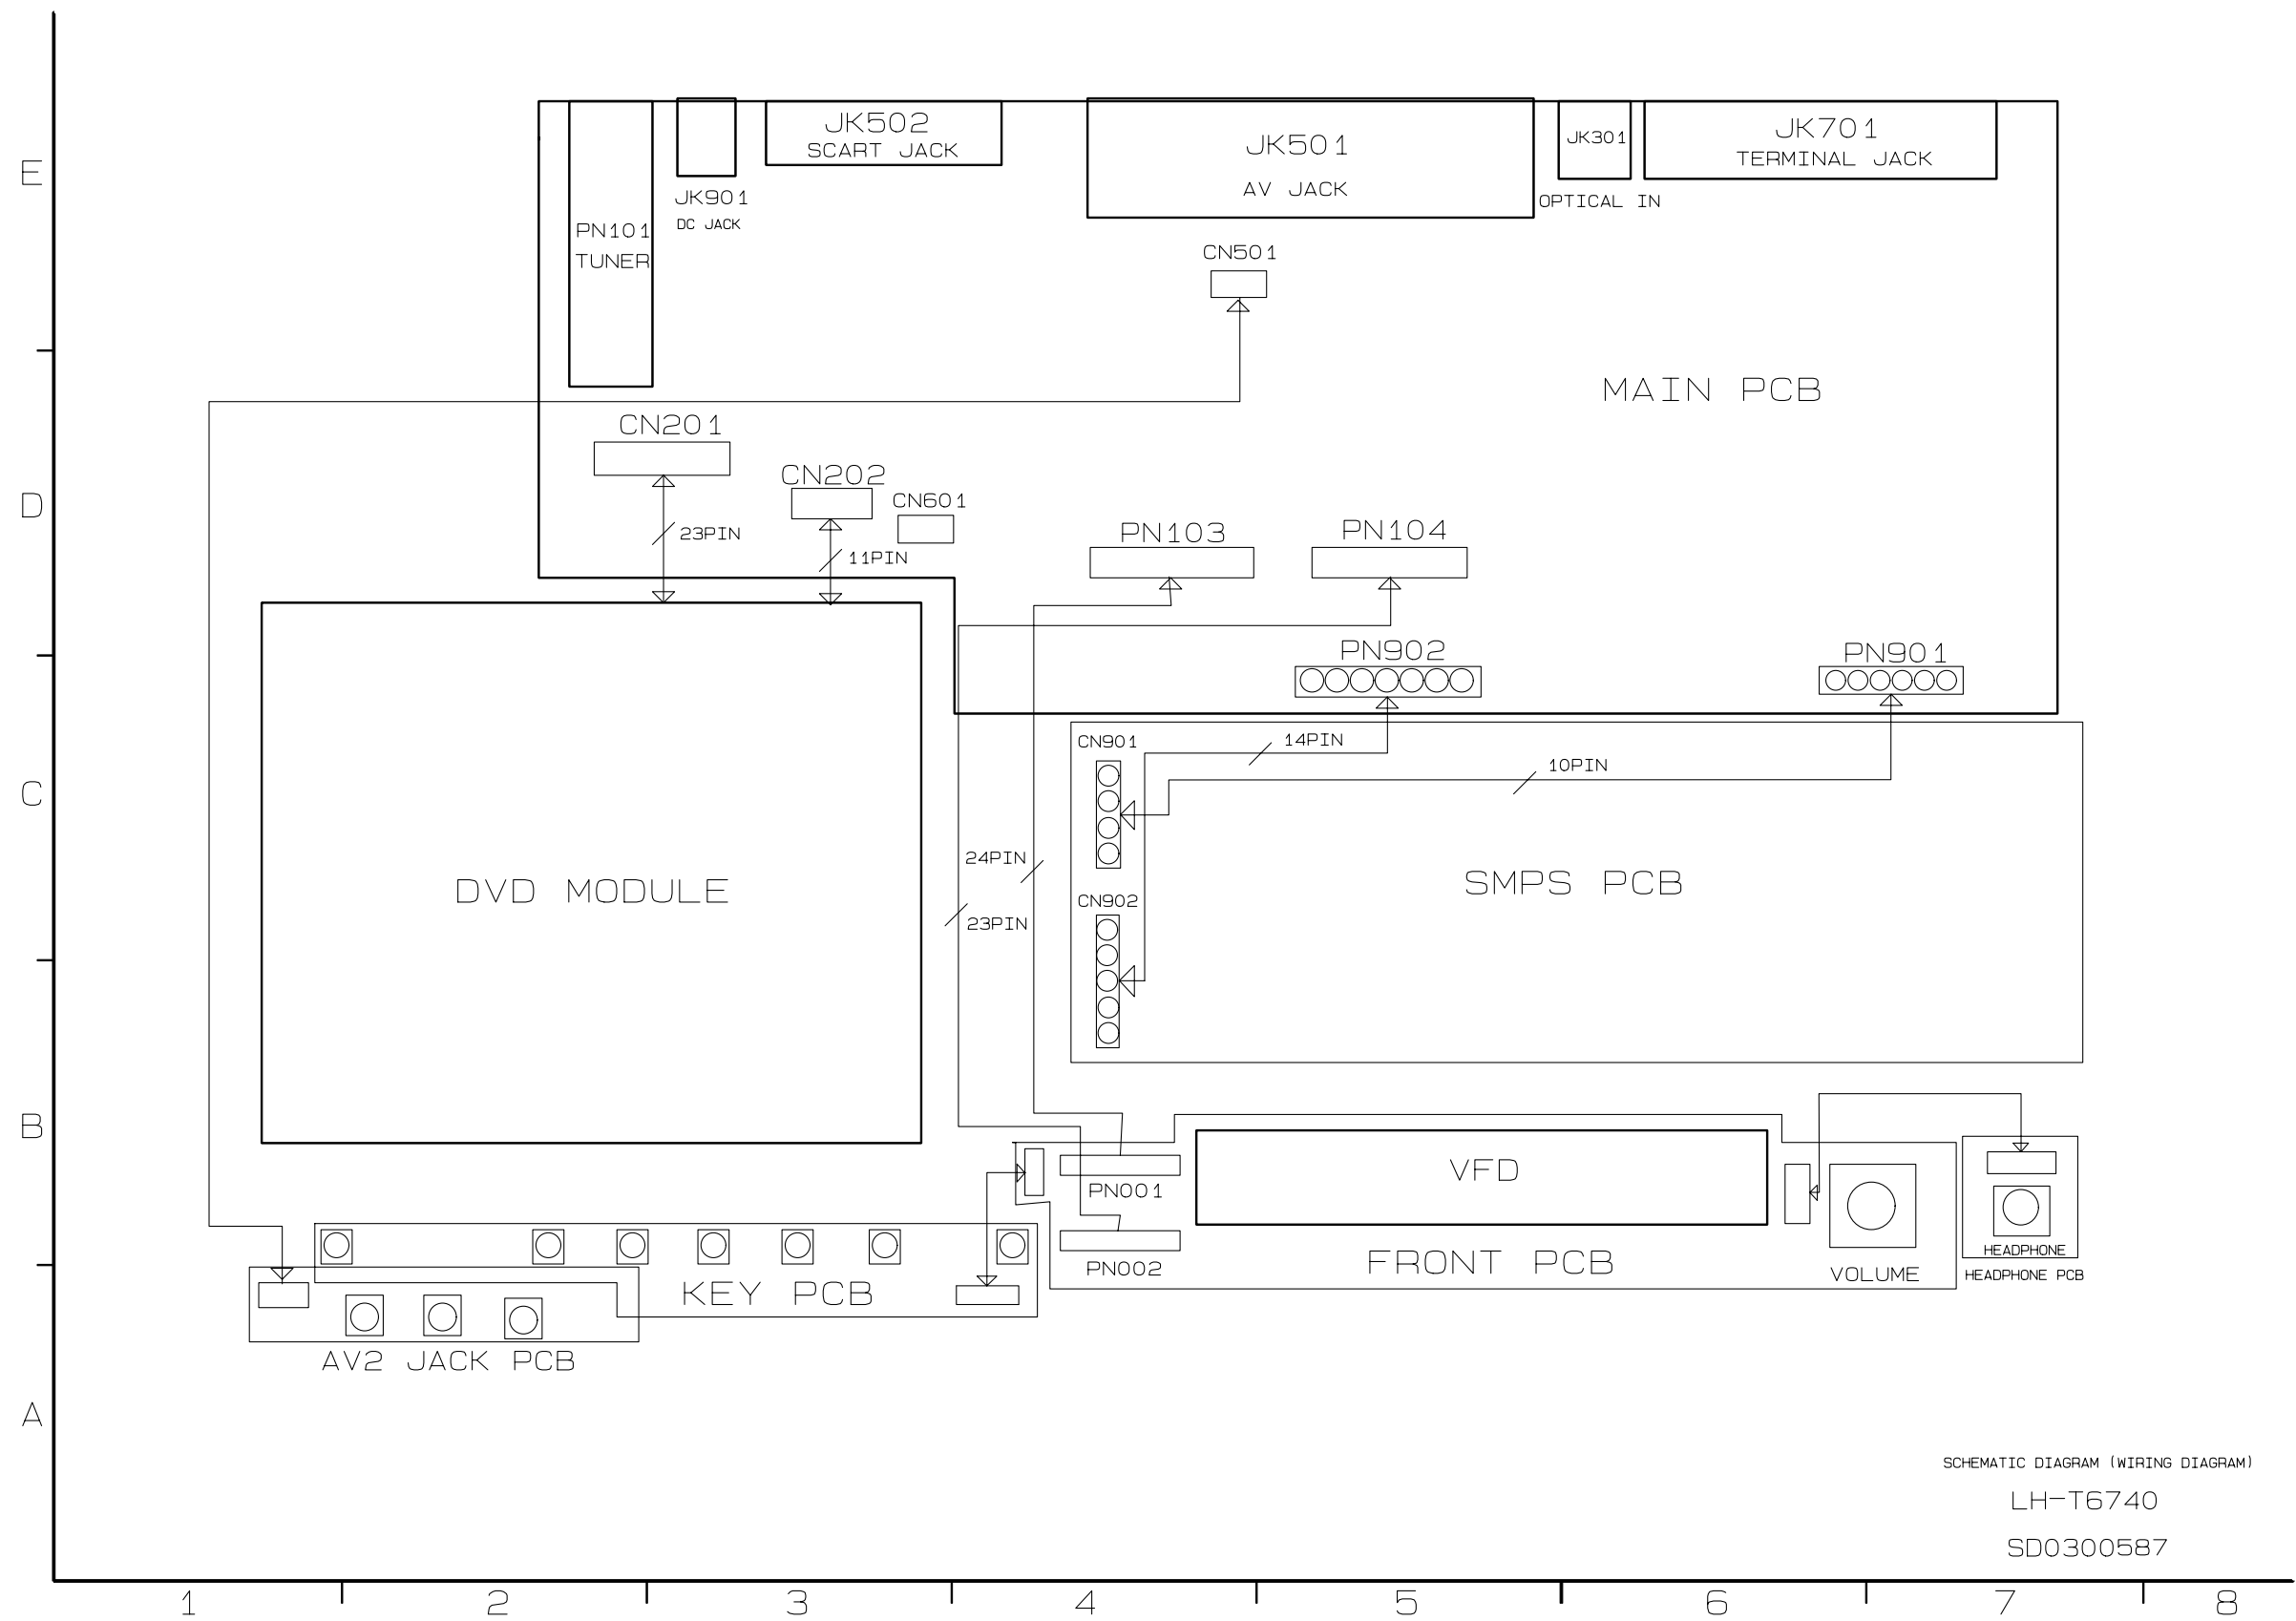 JK502
SCART JACK
JK501
AV JACK
JK301
OPTICAL IN
JK701
TERMINAL JACK
E
JK901
DC JACK
PN101
TUNER
CN501
MAIN PCB
CN201
CN202
CN601
D
23PIN
11PIN
PN103
PN104
PN902
PN901
CN901
14PIN
10PIN
C
24PIN
DVD MODULE
SMPS PCB
CN902
23PIN
B
VFD
PN001
FRONT PCB
PN002
HEADPHONE
VOLUME
HEADPHONE PCB
KEY PCB
AV2 JACK PCB
A
SCHEMATIC DIAGRAM (WIRING DIAGRAM)
LH-T6740
SD0300587
1 2 3 4 5 6 7 8